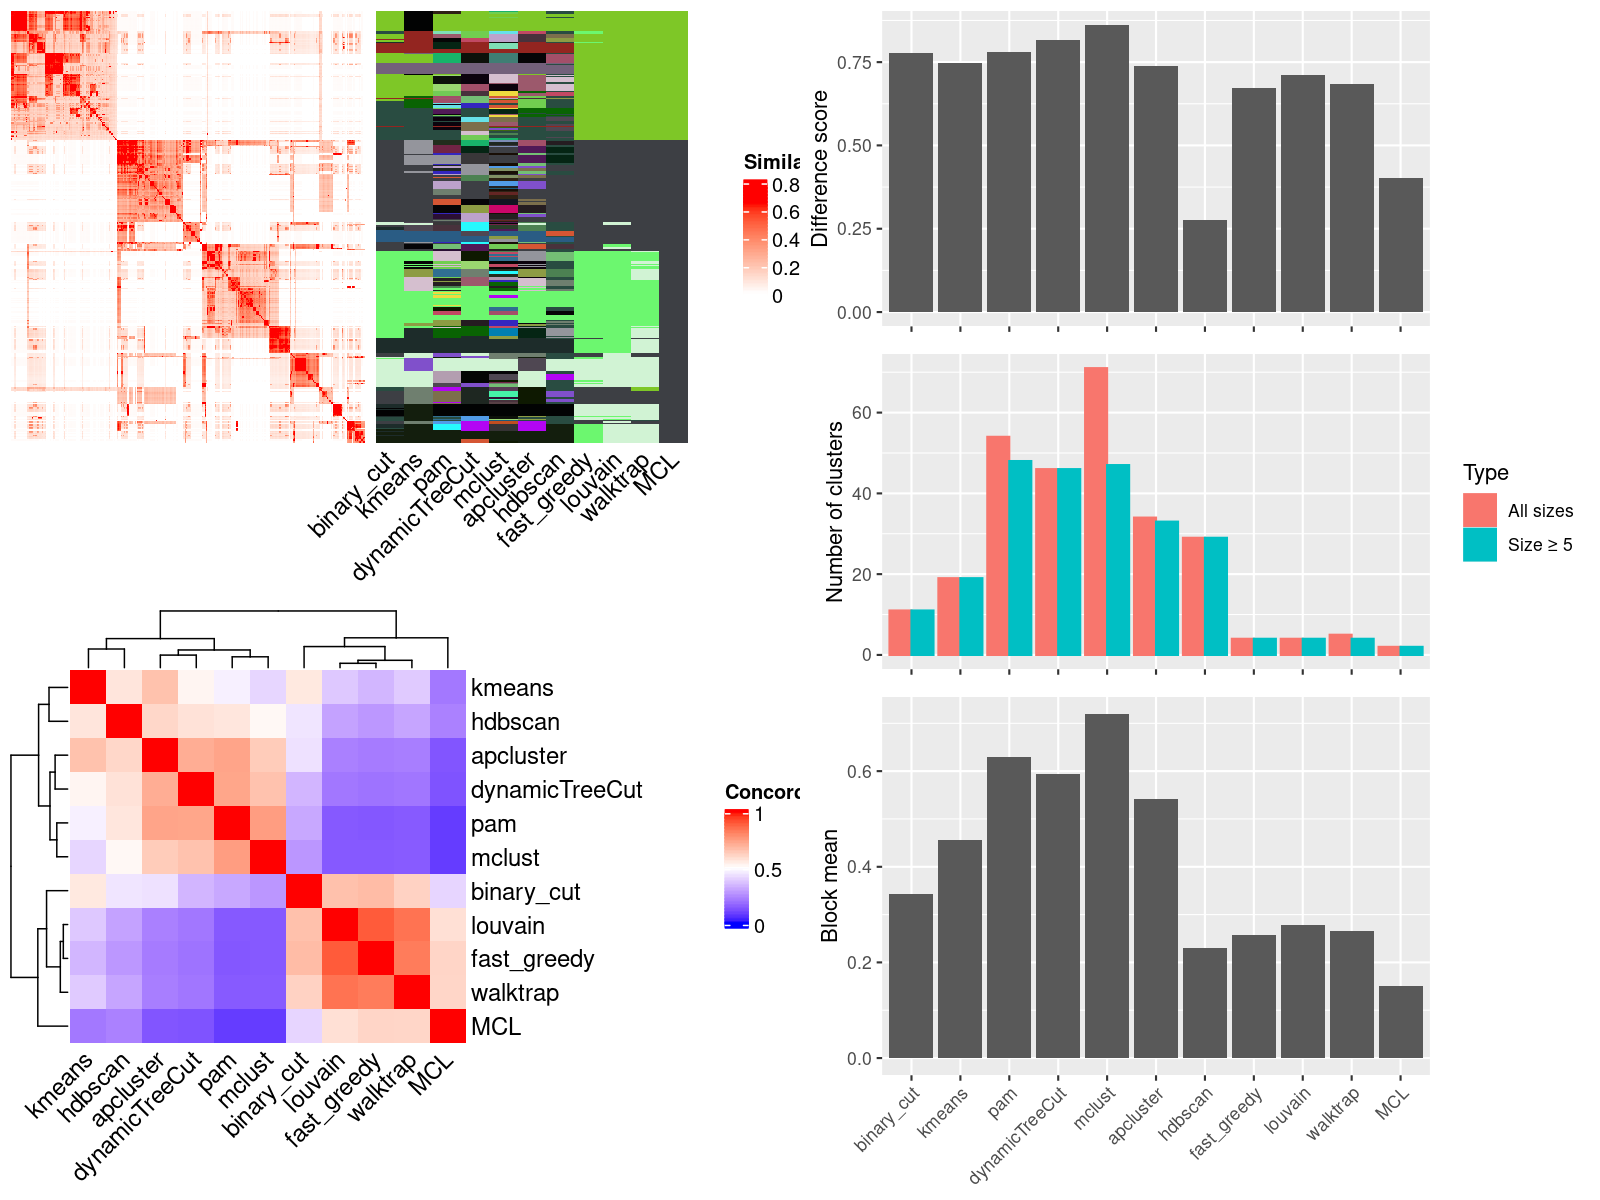 Simila
0.8
0.6
0.4
0.2
0
binary_cut
kmeans
pam
dynamicTreeCut
mclust
apcluster
hdbscan
fast_greedy
louvain
walktrap
MCL
kmeans
hdbscan
apcluster
dynamicTreeCut
pam
mclust
binary_cut
louvain
fast_greedy
walktrap
MCL
kmeans
hdbscan
apcluster
dynamicTreeCut
pam
mclust
binary_cut
louvain
fast_greedy
walktrap
MCL
Concord
1
0.5
0
Difference score
0.75
0.50
0.25
0.00
Number of clusters
60
40
20
0
Type
All sizes
Size ≥ 5
Block mean
0.6
0.4
0.2
0.0
binary_cut
kmeans
pam
dynamicTreeCut
mclust
apcluster
hdbscan
fast_greedy
louvain
walktrap
MCL